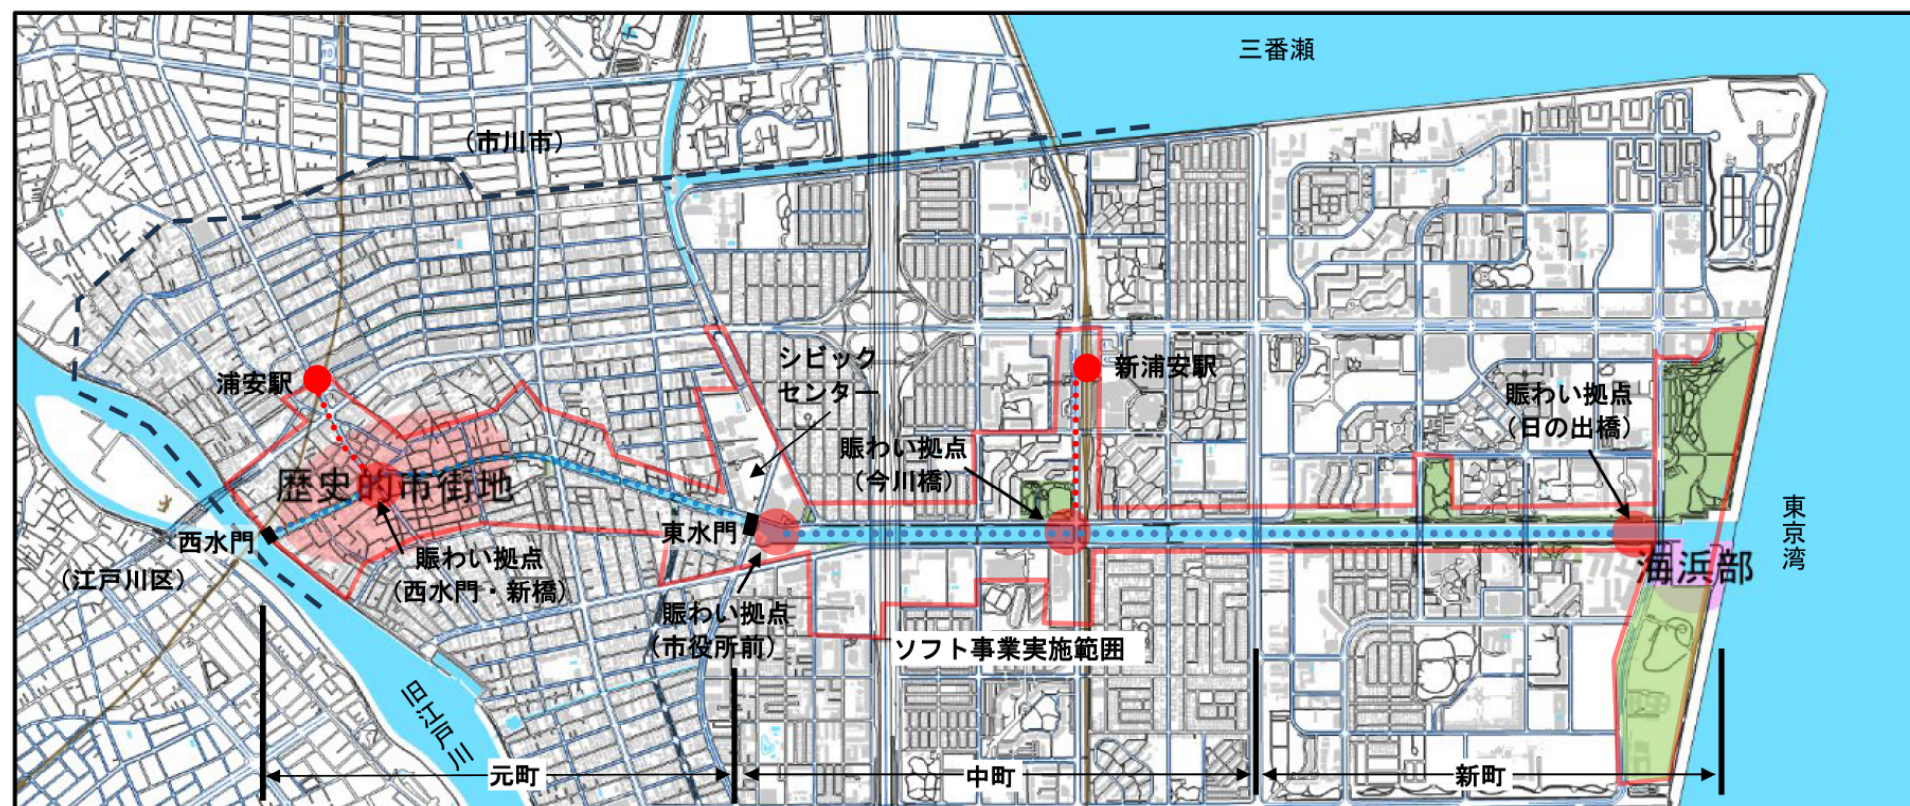 三番瀬
（市川市）
シビック
センター
浦安駅
新浦安駅
賑わい拠点
（日の出橋）
賑わい拠点
（今川橋）
歴史的市街地
東京湾
西水門
東水門
賑わい拠点
（西水門・新橋）
（江戸川区）
海浜部
賑わい拠点
（市役所前）
ソフト事業実施範囲
旧江戸川
元町
中町
新町